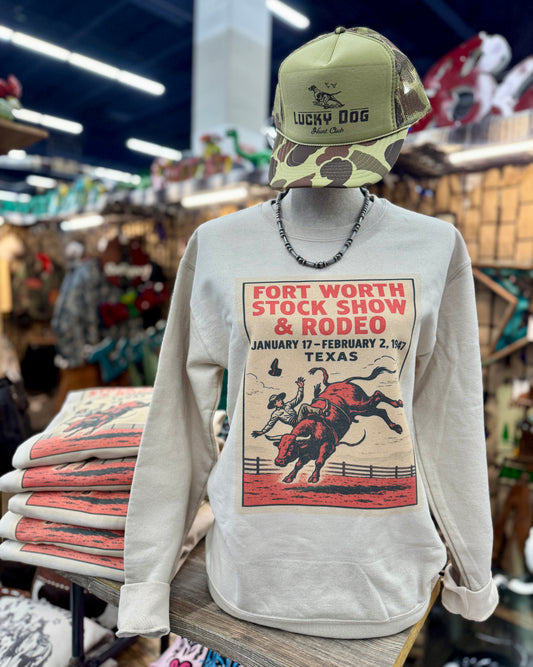 LUCKY DOG
Hunt Club
FORT WORTH
STOCK SHOW
& RODEO
JANUARY 17–FEBRUARY 2, 1947
TEXAS